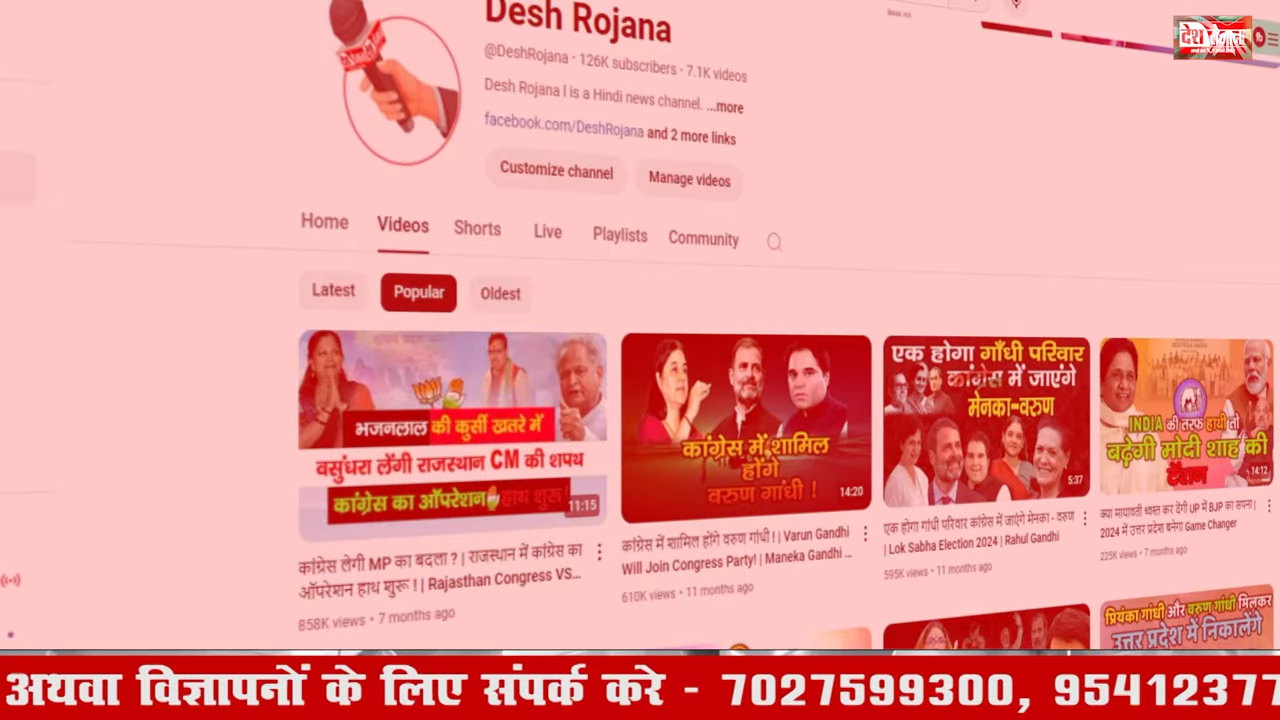 Desh Rojana
@DeshRojana · 126K subscribers · 7.1K videos
Desh Rojana l is a Hindi news channel. ...more
facebook.com/DeshRojana and 2 more links
Customize channel
Manage videos
Home Videos Shorts Live Playlists Community
Latest Popular Oldest
भजनलाल की कुर्सी खतरे में
वसुंधरा लेंगी राजस्थान CM की शपथ
कांग्रेस का ऑपरेशन हाथ शुरू!
11:15
कांग्रेस लेगी MP का बदला ? | राजस्थान में कांग्रेस का
ऑपरेशन हाथ शुरू ! | Rajasthan Congress VS...
858K views · 7 months ago
कांग्रेस में शामिल
होंगे
वरुण गांधी !
14:20
कांग्रेस में शामिल होंगे वरुण गांधी ! | Varun Gandhi
Will Join Congress Party! | Maneka Gandhi ...
610K views · 11 months ago
एक होगा गाँधी परिवार
कांग्रेस में जाएंगे
मेनका-वरुण
5:37
एक होगा गांधी परिवार कांग्रेस में जाएंगे मेनका - वरुण
| Lok Sabha Election 2024 | Rahul Gandhi
595K views · 11 months ago
INDIA की तरफ हाथी तो
बढ़ेगी मोदी शाह की
टेंशन
14:12
क्या मायावती ध्वस्त कर देंगी UP में BJP का सपना |
2024 में उत्तर प्रदेश बनेगा Game Changer
225K views · 7 months ago
प्रियंका गांधी और वरुण गांधी मिलकर
उत्तर प्रदेश में निकालेंगे
देश रोजाना
अथवा विज्ञापनों के लिए संपर्क करे - 7027599300, 95412377